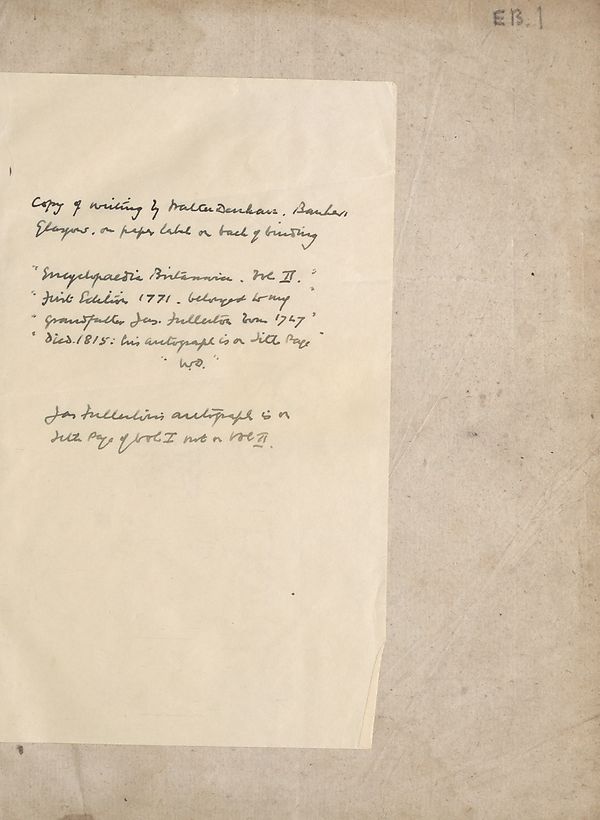 EB.1
Copy of writing by Walter Denham. Banker,
Glasgow. on paper label on back of binding
"Encyclopaedia Britannica. Vol II."
"First Edition 1771. belonged to my"
"grandfather Jas. Fullerton born 1747"
"Died. 1815: his autograph is on Title Page"
"W.D."
Jas Fullerton's autograph is on
Title Page of Vol I not on Vol II.